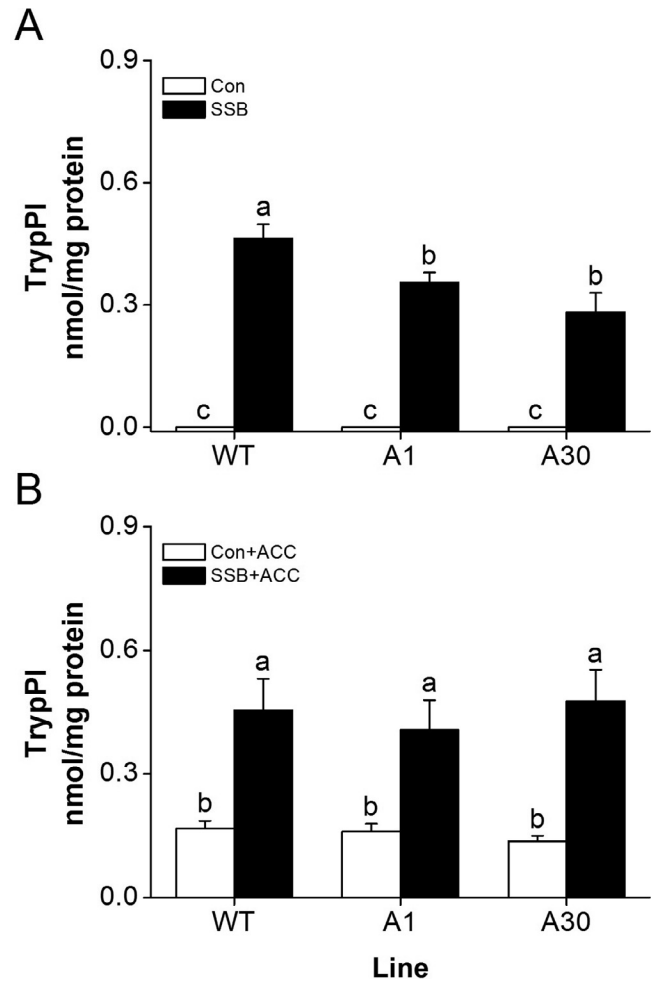 A
0.9
Con
SSB
0.6
0.3
0.0
TrypPI
nmol/mg protein
a
b
b
c
c
c
WT
A1
A30
B
0.9
Con+ACC
SSB+ACC
0.6
0.3
0.0
TrypPI
nmol/mg protein
a
a
a
b
b
b
WT
A1
A30
Line